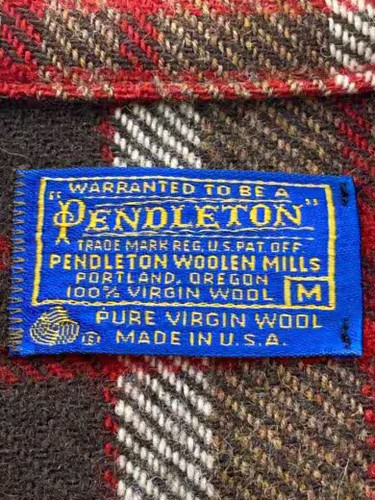 "WARRANTED TO BE A
PENDLETON"
TRADE MARK REG. U.S. PAT OFF
PENDLETON WOOLEN MILLS
PORTLAND, OREGON
100% VIRGIN WOOL M
PURE VIRGIN WOOL
MADE IN U.S.A.